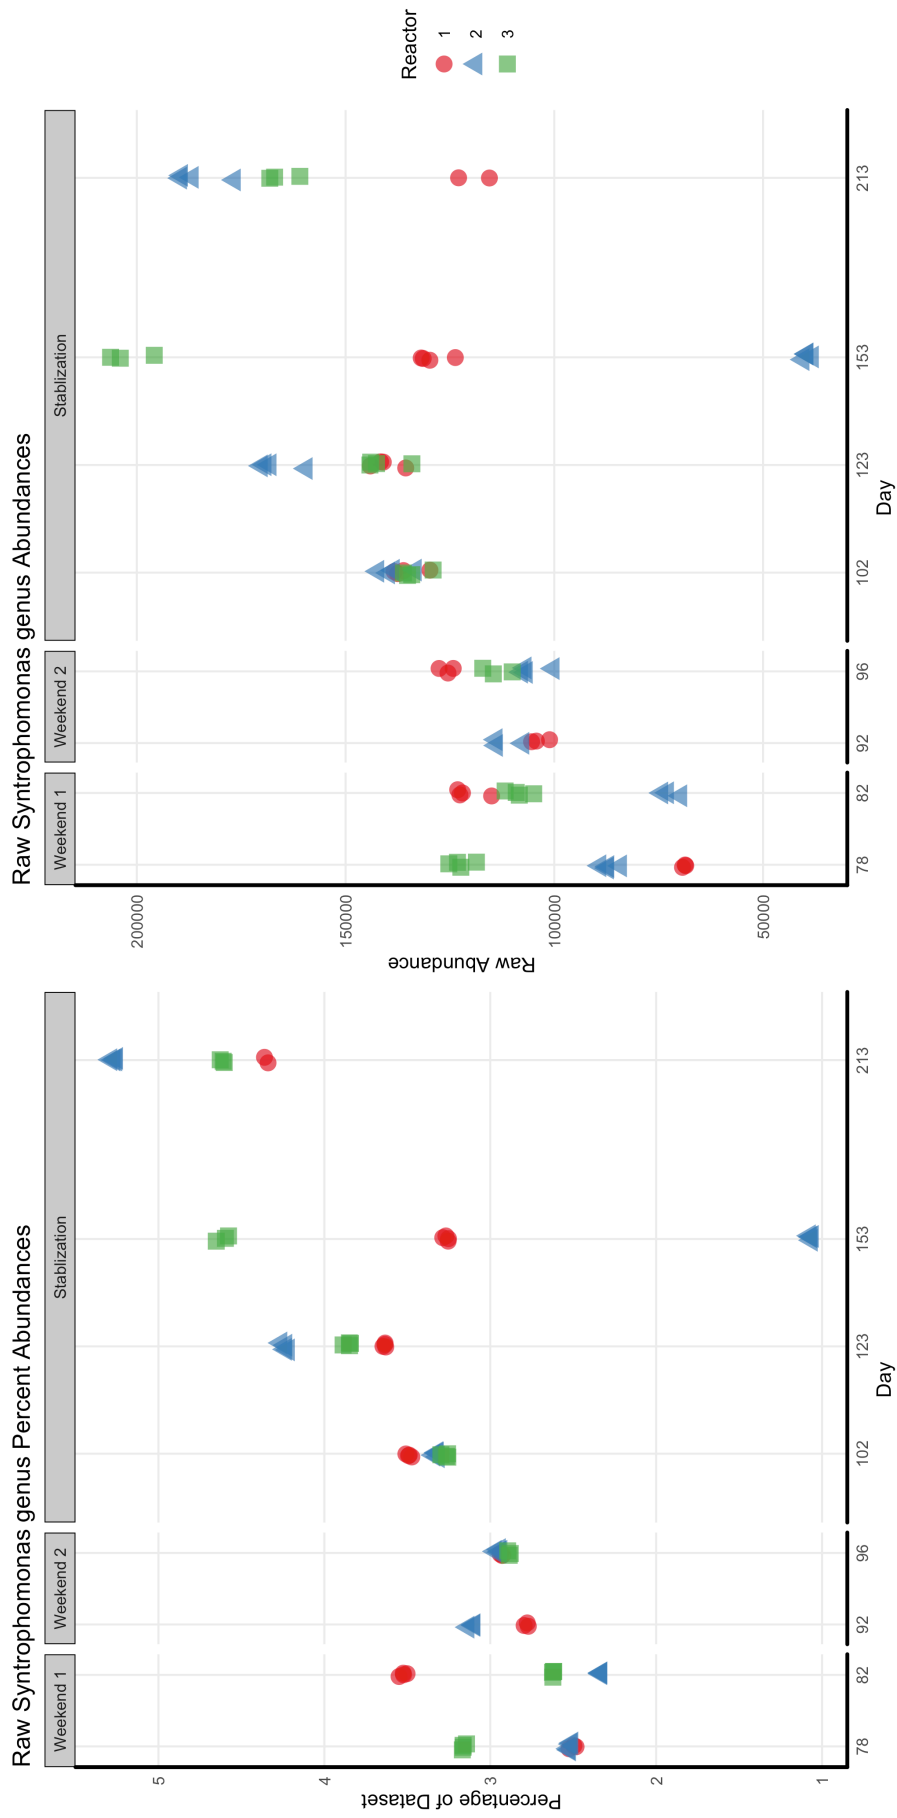 Raw Syntrophomonas genus Percent Abundances
Weekend 1
Weekend 2
Stablization
Percentage of Dataset
5
4
3
2
1
78
82
92
96
102
123
153
213
Day
Raw Syntrophomonas genus Abundances
Weekend 1
Weekend 2
Stablization
Raw Abundance
200000
150000
100000
50000
78
82
92
96
102
123
153
213
Day
Reactor
1
2
3